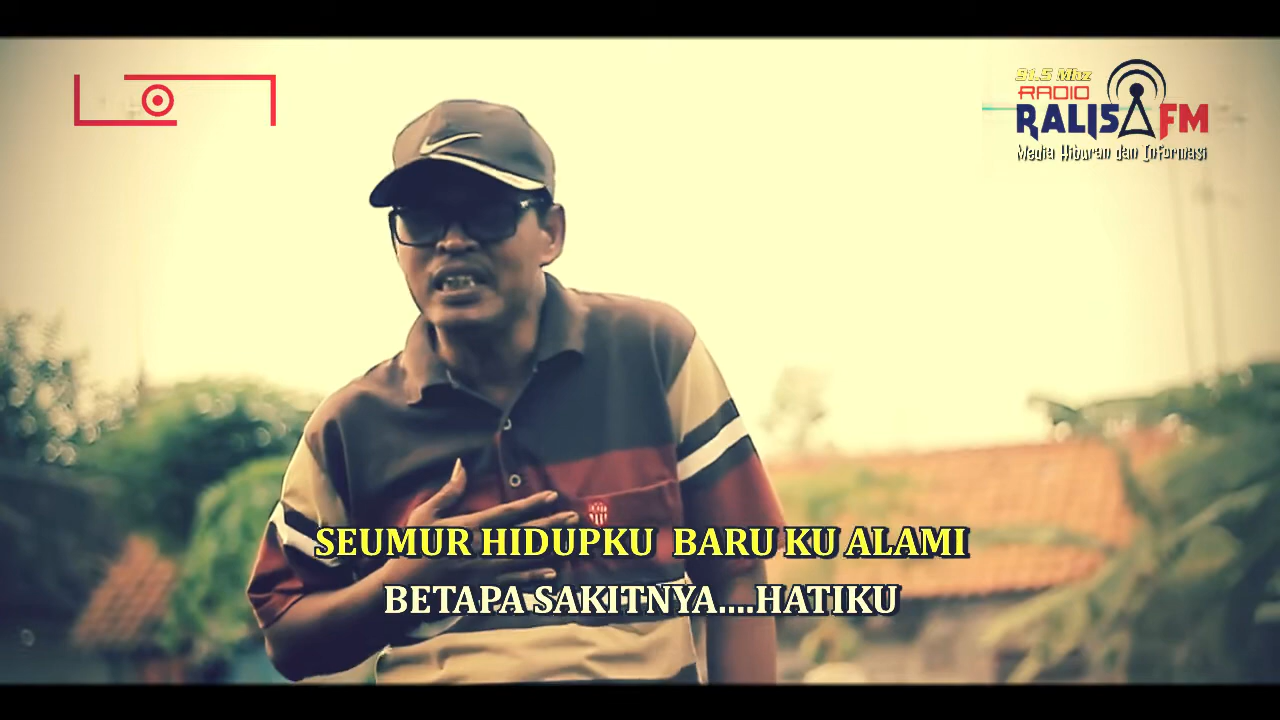 91.5 Mhz
RADIO
RALISA FM
Media Hiburan dan Informasi
SEUMUR HIDUPKU BARU KU ALAMI
BETAPA SAKITNYA....HATIKU